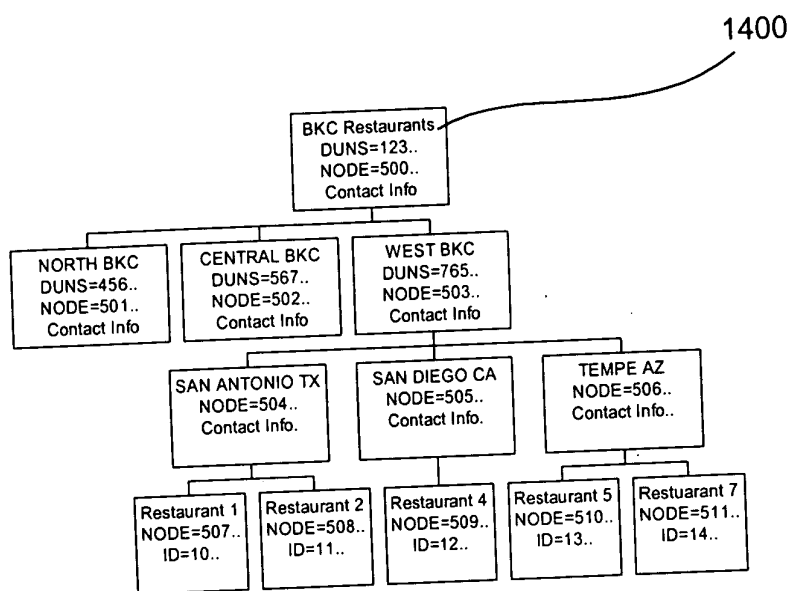 1400
BKC Restaurants
DUNS=123..
NODE=500..
Contact Info
NORTH BKC
DUNS=456..
NODE=501..
Contact Info
CENTRAL BKC
DUNS=567..
NODE=502..
Contact Info
WEST BKC
DUNS=765..
NODE=503..
Contact Info
SAN ANTONIO TX
NODE=504..
Contact Info.
SAN DIEGO CA
NODE=505..
Contact Info.
TEMPE AZ
NODE=506..
Contact Info..
Restaurant 1
NODE=507..
ID=10..
Restaurant 2
NODE=508..
ID=11..
Restaurant 4
NODE=509..
ID=12..
Restaurant 5
NODE=510..
ID=13..
Restuarant 7
NODE=511..
ID=14..